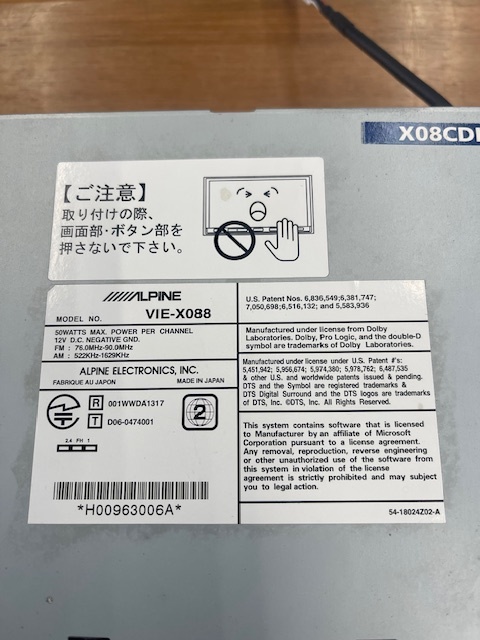 X08CD
【ご注意】
取り付けの際、
画面部・ボタン部を
押さないで下さい。
ALPINE
MODEL NO. VIE-X088
50WATTS MAX. POWER PER CHANNEL
12V D.C. NEGATIVE GND.
FM : 76.0MHz-90.0MHZ
AM : 522KHz-1629KHz
ALPINE ELECTRONICS, INC.
FABRIQUE AU JAPON MADE IN JAPAN
R 001WWDA1317
T D06-0474001
2
2.4 FH 1
*H00963006A*
U.S. Patent Nos. 6,836,549;6,381,747;
7,050,698;6,516,132; and 5,583,936
Manufactured under license from Dolby
Laboratories. Dolby, Pro Logic, and the double-D
symbol are trademarks of Dolby Laboratories.
Manufactured under license under U.S. Patent #'s:
5,451,942; 5,956,674; 5,974,380; 5,978,762; 6,487,535
& other U.S. and worldwide patents issued & pending.
DTS and the Symbol are registered trademarks &
DTS Digital Surround and the DTS logos are trademarks
of DTS, Inc. ©DTS, Inc. All Rights Reserved.
This system contains software that is licensed
to Manufacturer by an affiliate of Microsoft
Corporation pursuant to a license agreement.
Any removal, reproduction, reverse engineering
or other unauthorized use of the software from
this system in violation of the license
agreement is strictly prohibited and may subject
you to legal action.
54-18024Z02-A